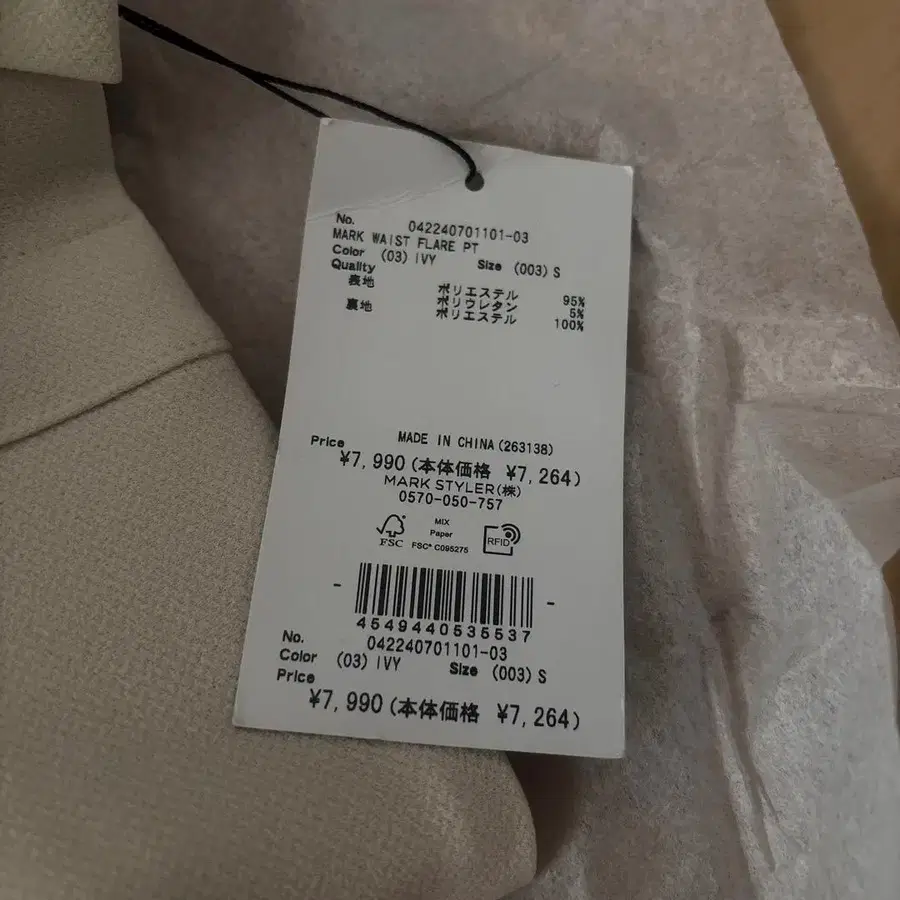 No. 042240701101-03
MARK WAIST FLARE PT
Color (03) IVY Size (003) S
Quality
表地 ポリエステル 95%
ポリウレタン 5%
裏地 ポリエステル 100%
MADE IN CHINA(263138)
Price ¥7,990(本体価格 ¥7,264)
MARK STYLER(株)
0570-050-757
FSC
MIX
Paper
FSC® C095275
RFID
4549440535537
No. 042240701101-03
Color (03) IVY Size (003) S
Price
¥7,990(本体価格 ¥7,264)